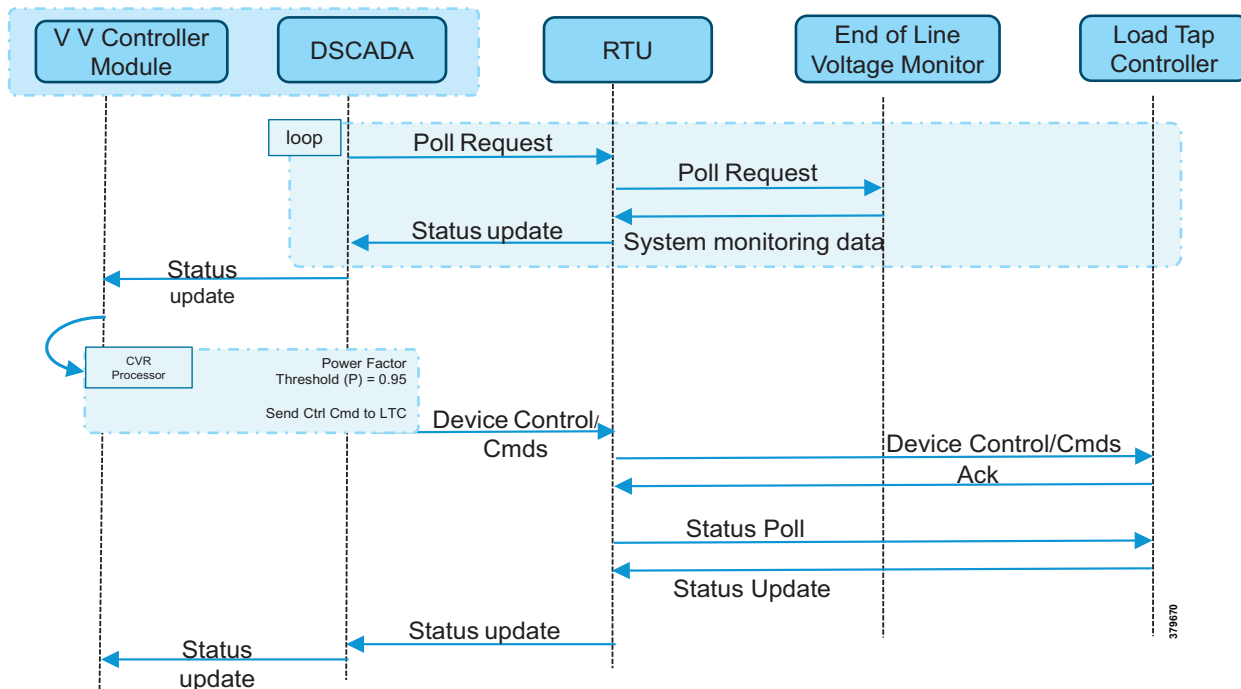 V V Controller
Module
DSCADA
RTU
End of Line
Voltage Monitor
Load Tap
Controller
loop
Poll Request
Poll Request
Status update
System monitoring data
Status
update
CVR
Processor
Power Factor
Threshold (P) = 0.95
Send Ctrl Cmd to LTC
Device Control/
Cmds
Device Control/Cmds
Ack
Status Poll
Status Update
Status update
Status
update
379670